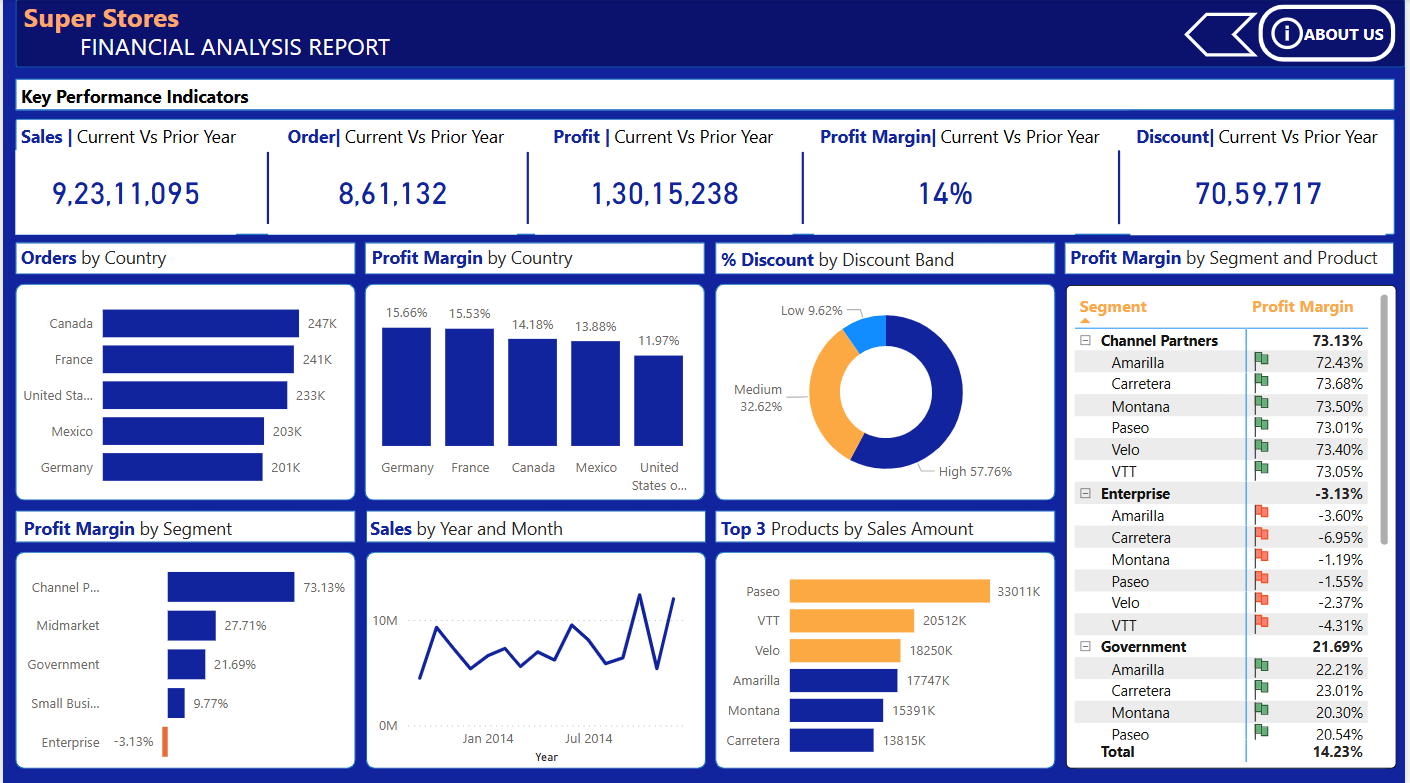 Super Stores
FINANCIAL ANALYSIS REPORT
i ABOUT US
Key Performance Indicators
Sales | Current Vs Prior Year
9,23,11,095
Order| Current Vs Prior Year
8,61,132
Profit | Current Vs Prior Year
1,30,15,238
Profit Margin| Current Vs Prior Year
14%
Discount| Current Vs Prior Year
70,59,717
Orders by Country
Canada 247K
France 241K
United Sta... 233K
Mexico 203K
Germany 201K
Profit Margin by Country
15.66% 15.53% 14.18% 13.88% 11.97%
Germany France Canada Mexico United
States o...
% Discount by Discount Band
Low 9.62%
Medium
32.62%
High 57.76%
Profit Margin by Segment and Product
Segment Profit Margin
Channel Partners 73.13%
Amarilla 72.43%
Carretera 73.68%
Montana 73.50%
Paseo 73.01%
Velo 73.40%
VTT 73.05%
Enterprise -3.13%
Amarilla -3.60%
Carretera -6.95%
Montana -1.19%
Paseo -1.55%
Velo -2.37%
VTT -4.31%
Government 21.69%
Amarilla 22.21%
Carretera 23.01%
Montana 20.30%
Paseo 20.54%
Total 14.23%
Profit Margin by Segment
Channel P... 73.13%
Midmarket 27.71%
Government 21.69%
Small Busi... 9.77%
Enterprise -3.13%
Sales by Year and Month
10M
0M
Jan 2014 Jul 2014
Year
Top 3 Products by Sales Amount
Paseo 33011K
VTT 20512K
Velo 18250K
Amarilla 17747K
Montana 15391K
Carretera 13815K